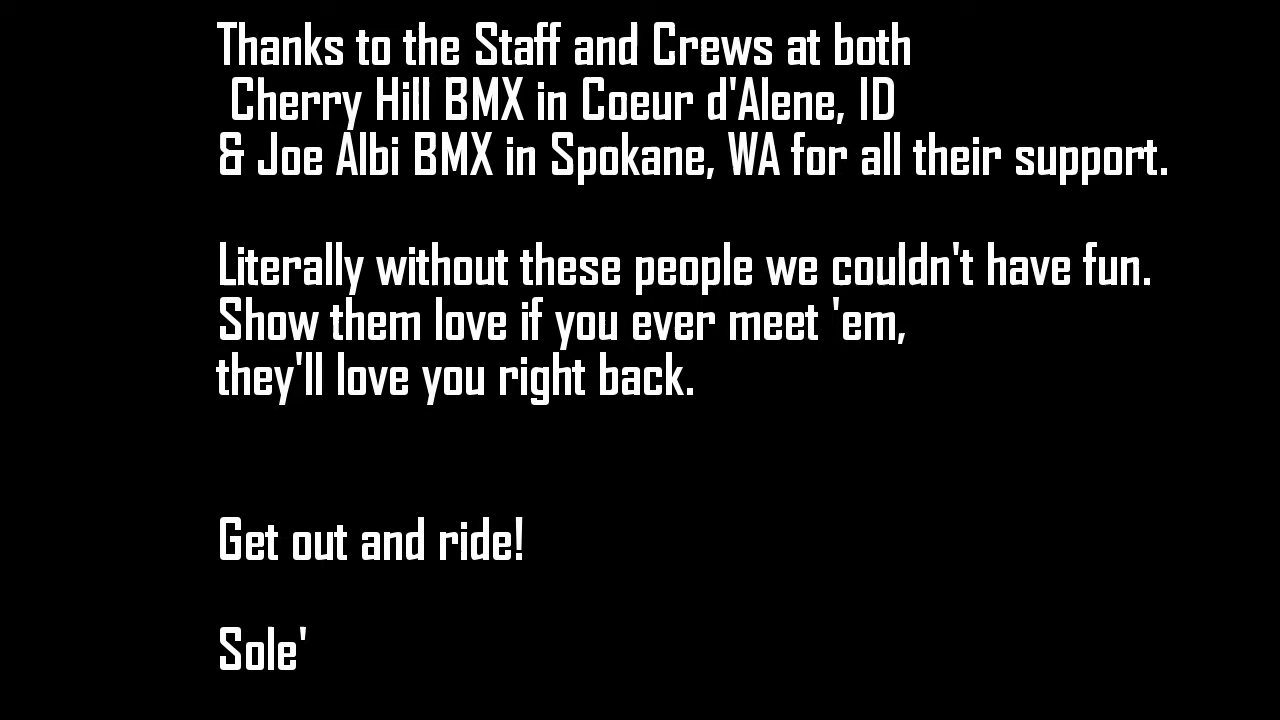 Thanks to the Staff and Crews at both
Cherry Hill BMX in Coeur d'Alene, ID
& Joe Albi BMX in Spokane, WA for all their support.
Literally without these people we couldn't have fun.
Show them love if you ever meet 'em,
they'll love you right back.
Get out and ride!
Sole'